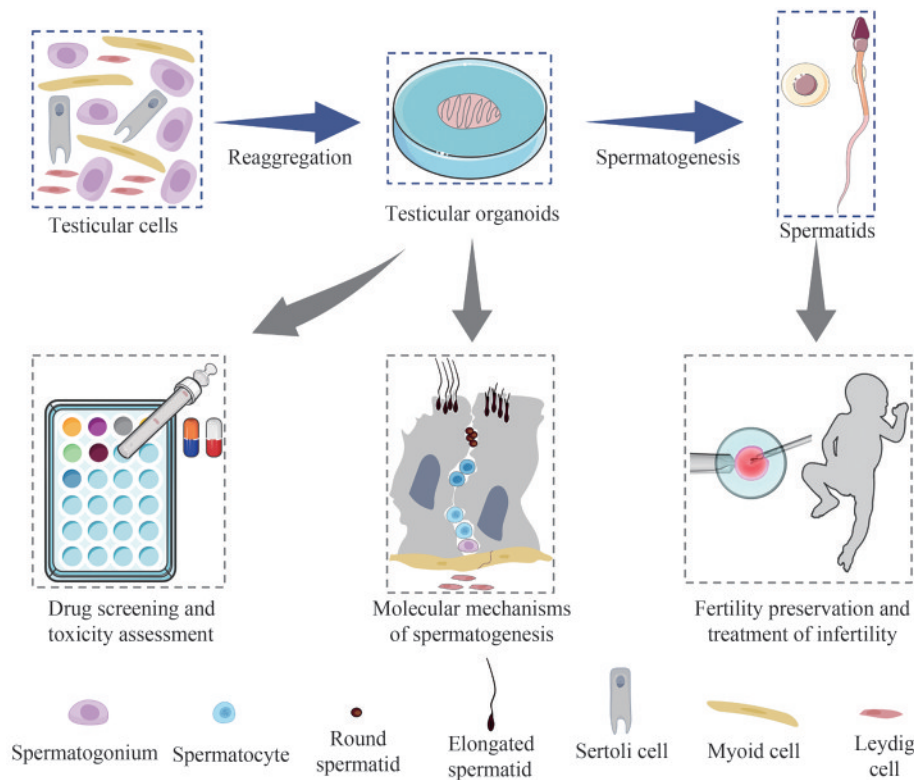 Reaggregation
Spermatogenesis
Testicular cells
Testicular organoids
Spermatids
Drug screening and
toxicity assessment
Molecular mechanisms
of spermatogenesis
Fertility preservation and
treatment of infertility
Spermatogonium
Spermatocyte
Round
spermatid
Elongated
spermatid
Sertoli cell
Myoid cell
Leydig
cell